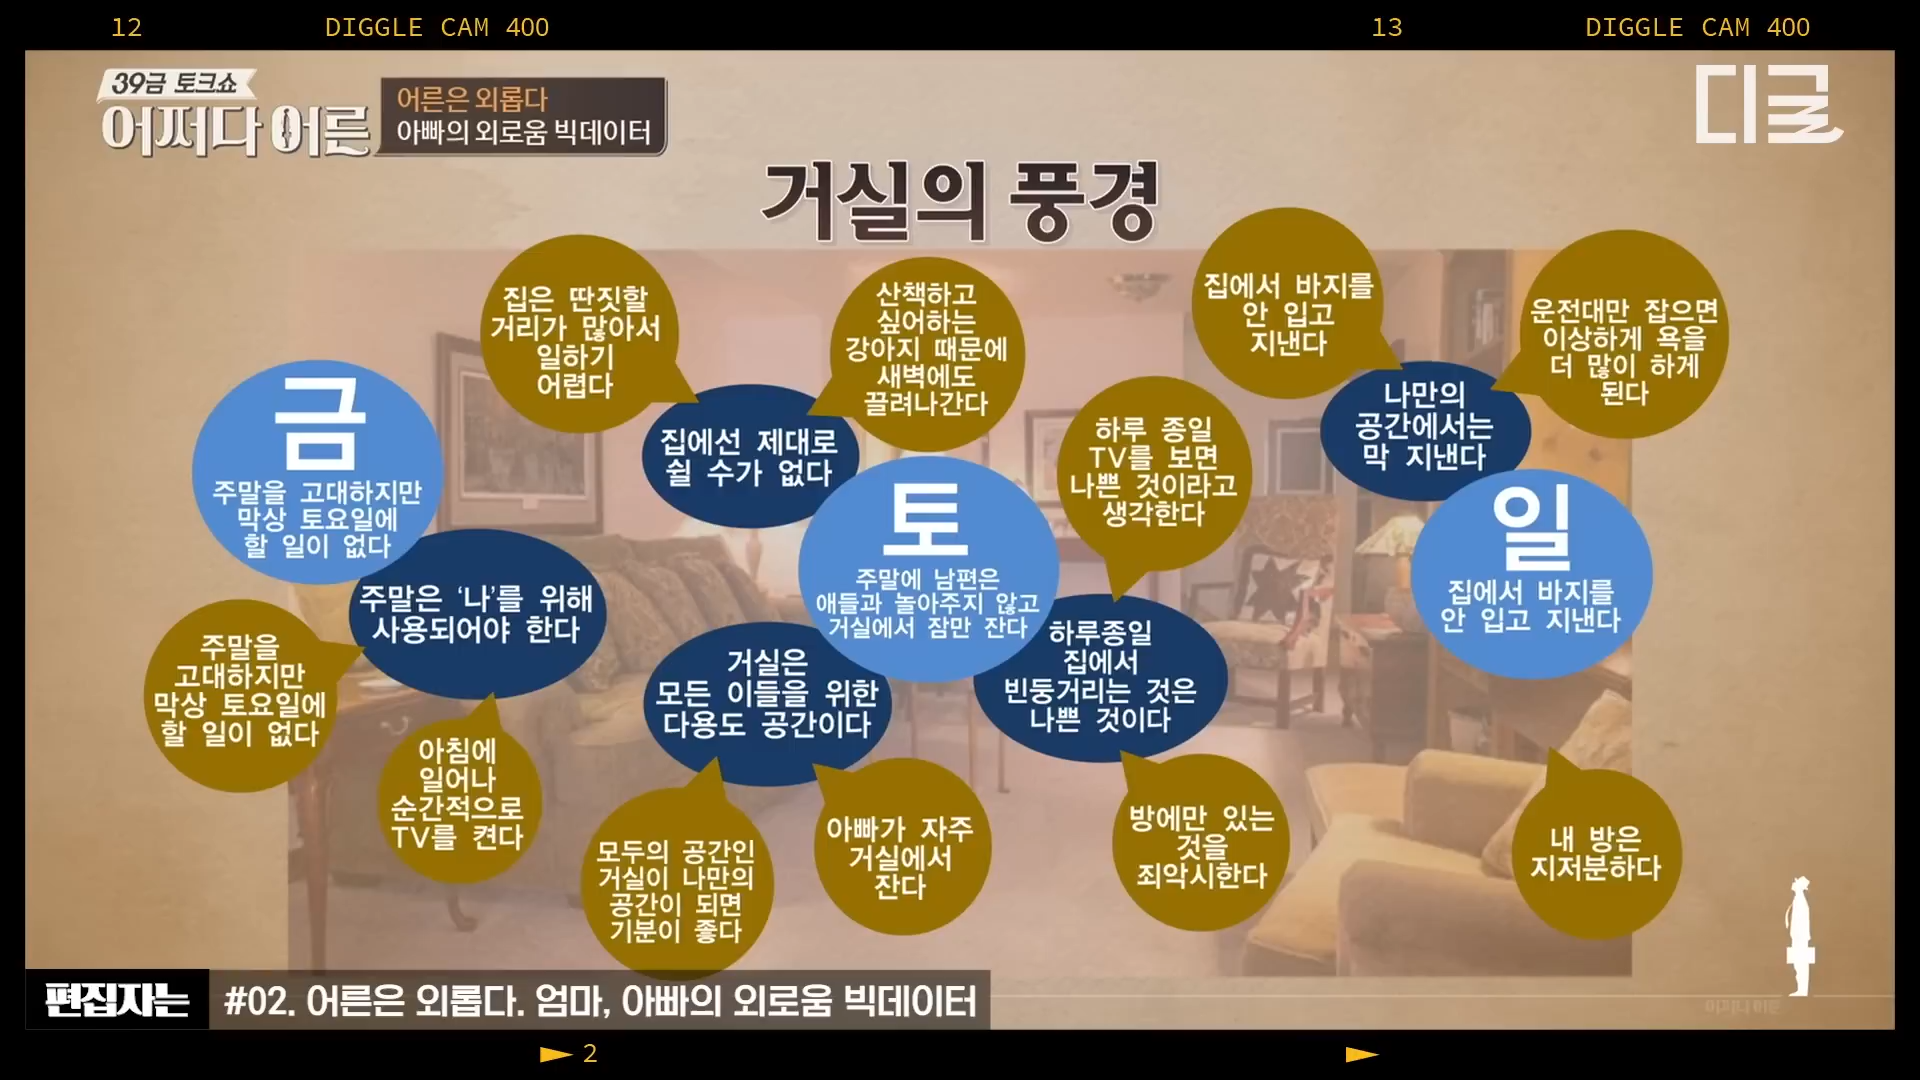 12 DIGGLE CAM 400 13 DIGGLE CAM 400
39금 토크쇼
어쩌다 어른
어른은 외롭다
아빠의 외로움 빅데이터
디글
거실의 풍경
금
주말을 고대하지만
막상 토요일에
할 일이 없다
주말은 ‘나’를 위해
사용되어야 한다
주말을
고대하지만
막상 토요일에
할 일이 없다
아침에
일어나
순간적으로
TV를 켠다
집은 딴짓할
거리가 많아서
일하기
어렵다
산책하고
싶어하는
강아지 때문에
새벽에도
끌려나간다
집에선 제대로
쉴 수가 없다
토
주말에 남편은
애들과 놀아주지 않고
거실에서 잠만 잔다
거실은
모든 이들을 위한
다용도 공간이다
모두의 공간인
거실이 나만의
공간이 되면
기분이 좋다
아빠가 자주
거실에서
잔다
하루 종일
TV를 보면
나쁜 것이라고
생각한다
하루종일
집에서
빈둥거리는 것은
나쁜 것이다
방에만 있는
것을
죄악시한다
집에서 바지를
안 입고
지낸다
운전대만 잡으면
이상하게 욕을
더 많이 하게
된다
나만의
공간에서는
막 지낸다
일
집에서 바지를
안 입고 지낸다
내 방은
지저분하다
어쩌다 어른
편집자는 #02. 어른은 외롭다. 엄마, 아빠의 외로움 빅데이터
2